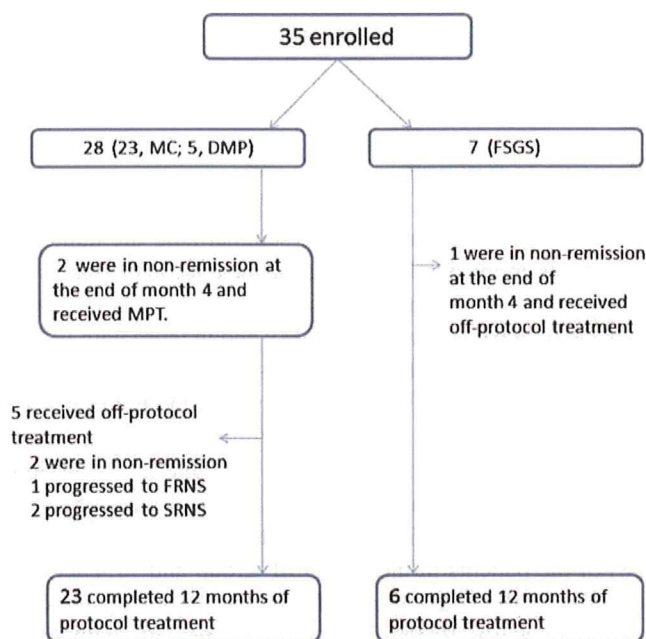 35 enrolled
28 (23, MC; 5, DMP)
7 (FSGS)
2 were in non-remission at
the end of month 4 and
received MPT.
1 were in non-remission
at the end of
month 4 and received
off-protocol treatment
5 received off-protocol
treatment
2 were in non-remission
1 progressed to FRNS
2 progressed to SRNS
23 completed 12 months of
protocol treatment
6 completed 12 months of
protocol treatment